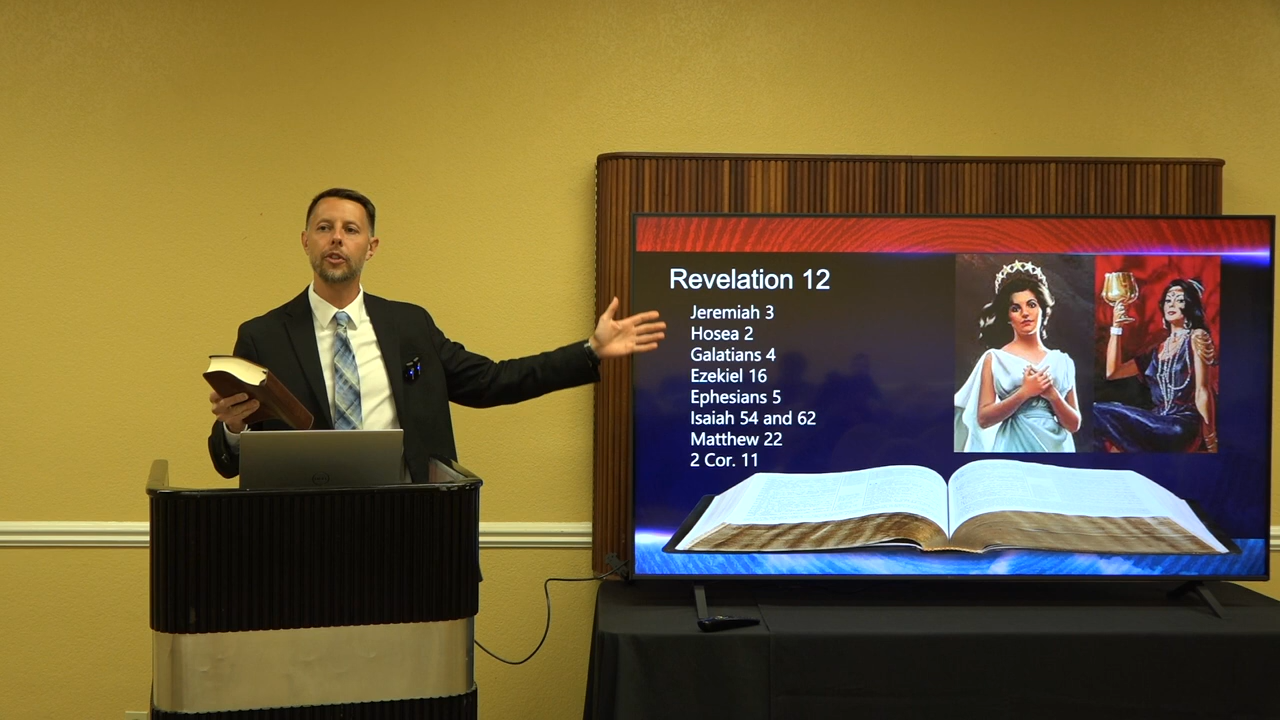 Revelation 12
Jeremiah 3
Hosea 2
Galatians 4
Ezekiel 16
Ephesians 5
Isaiah 54 and 62
Matthew 22
2 Cor. 11